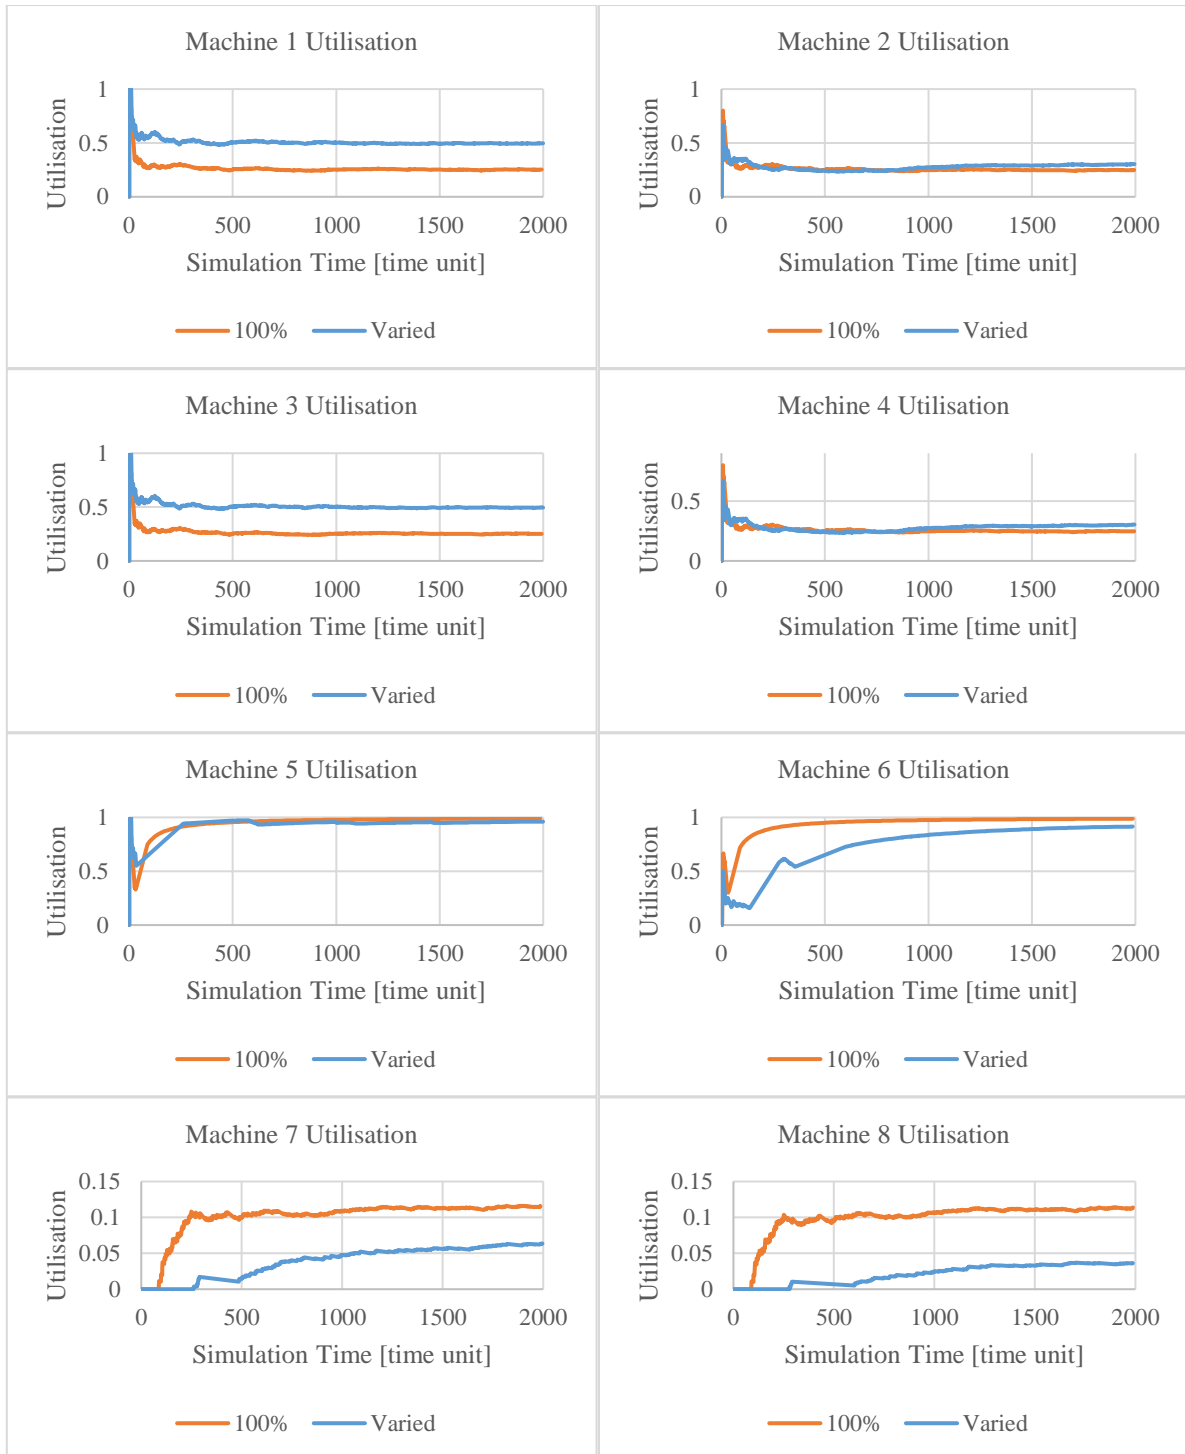 Machine 1 Utilisation
Utilisation
1
0.5
0
0 500 1000 1500 2000
Simulation Time [time unit]
100% Varied
Machine 2 Utilisation
Utilisation
1
0.5
0
0 500 1000 1500 2000
Simulation Time [time unit]
100% Varied
Machine 3 Utilisation
Utilisation
1
0.5
0
0 500 1000 1500 2000
Simulation Time [time unit]
100% Varied
Machine 4 Utilisation
Utilisation
0.5
0
0 500 1000 1500 2000
Simulation Time [time unit]
100% Varied
Machine 5 Utilisation
Utilisation
1
0.5
0
0 500 1000 1500 2000
Simulation Time [time unit]
100% Varied
Machine 6 Utilisation
Utilisation
1
0.5
0
0 500 1000 1500 2000
Simulation Time [time unit]
100% Varied
Machine 7 Utilisation
Utilisation
0.15
0.1
0.05
0
0 500 1000 1500 2000
Simulation Time [time unit]
100% Varied
Machine 8 Utilisation
Utilisation
0.15
0.1
0.05
0
0 500 1000 1500 2000
Simulation Time [time unit]
100% Varied